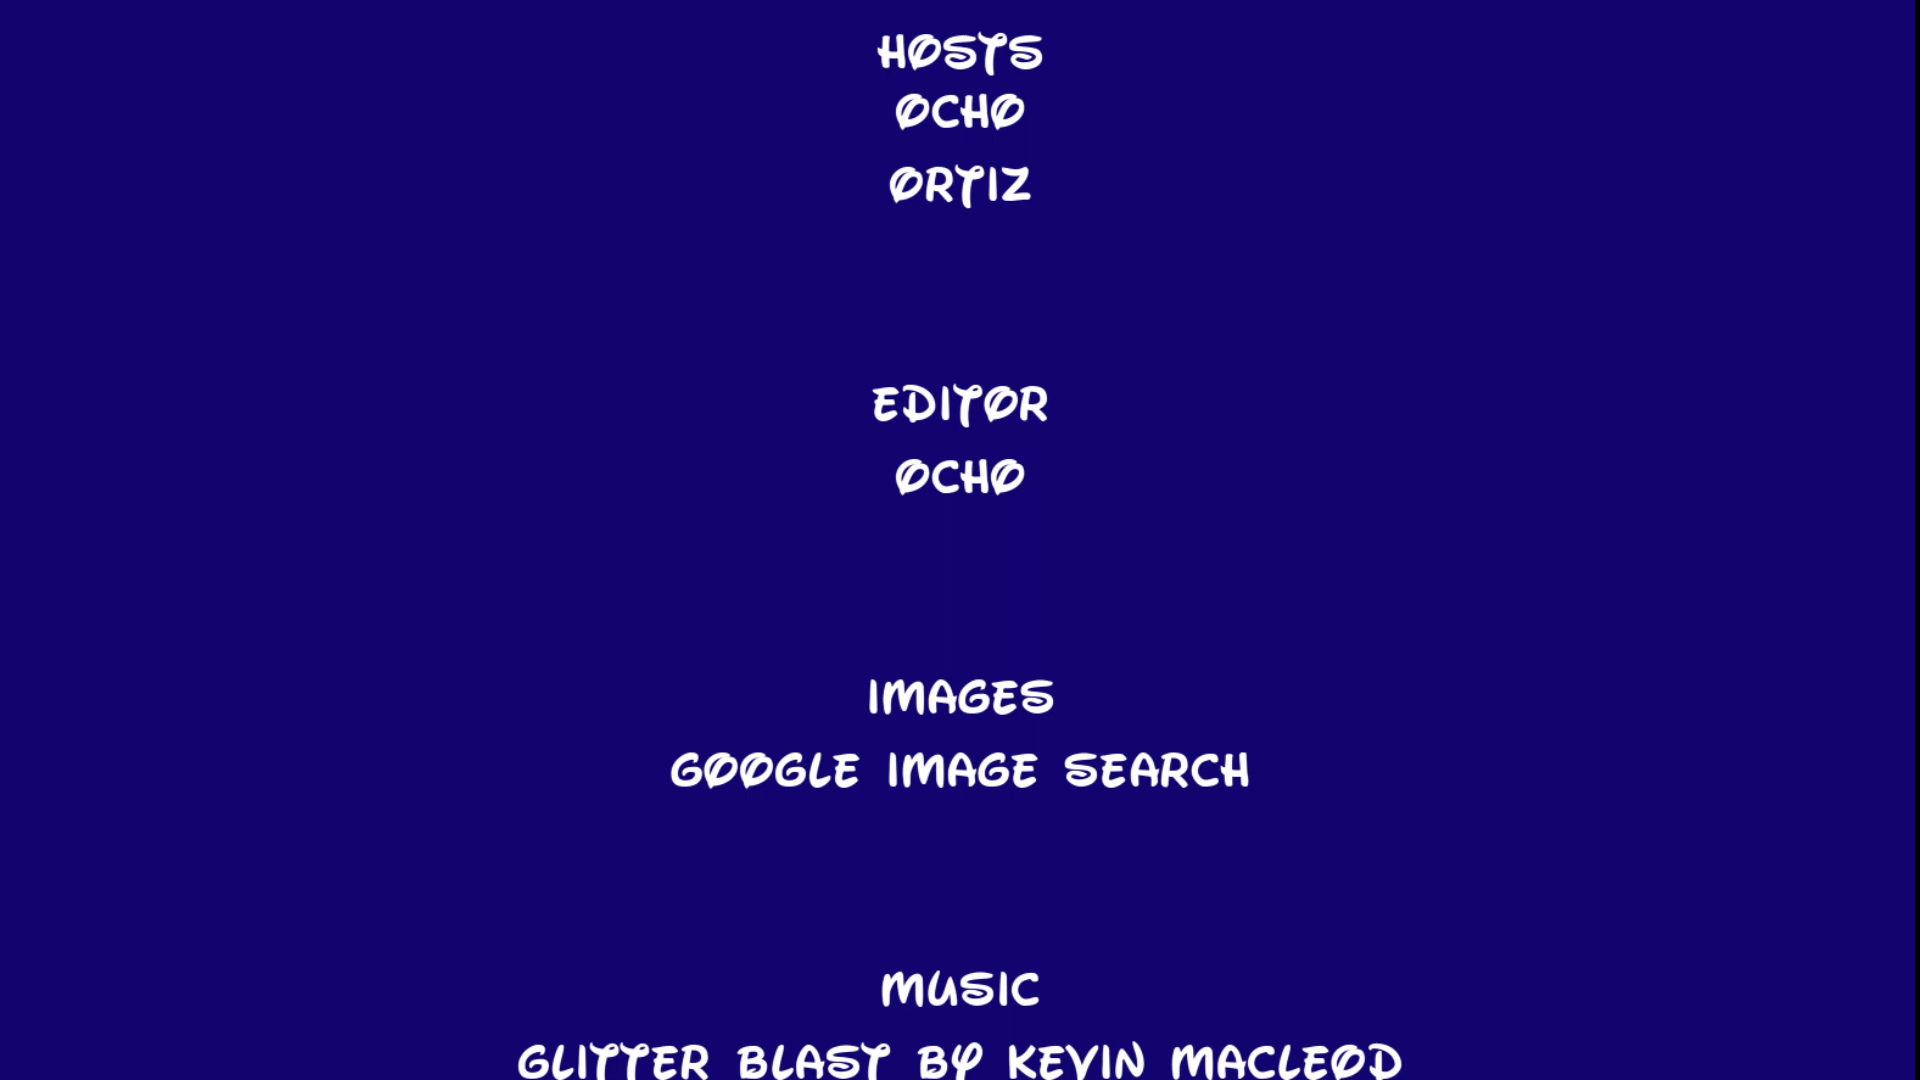 HOSTS
OCHO
ORTIZ
EDITOR
OCHO
IMAGES
GOOGLE IMAGE SEARCH
MUSIC
GLITTER BLAST BY KEVIN MACLEOD